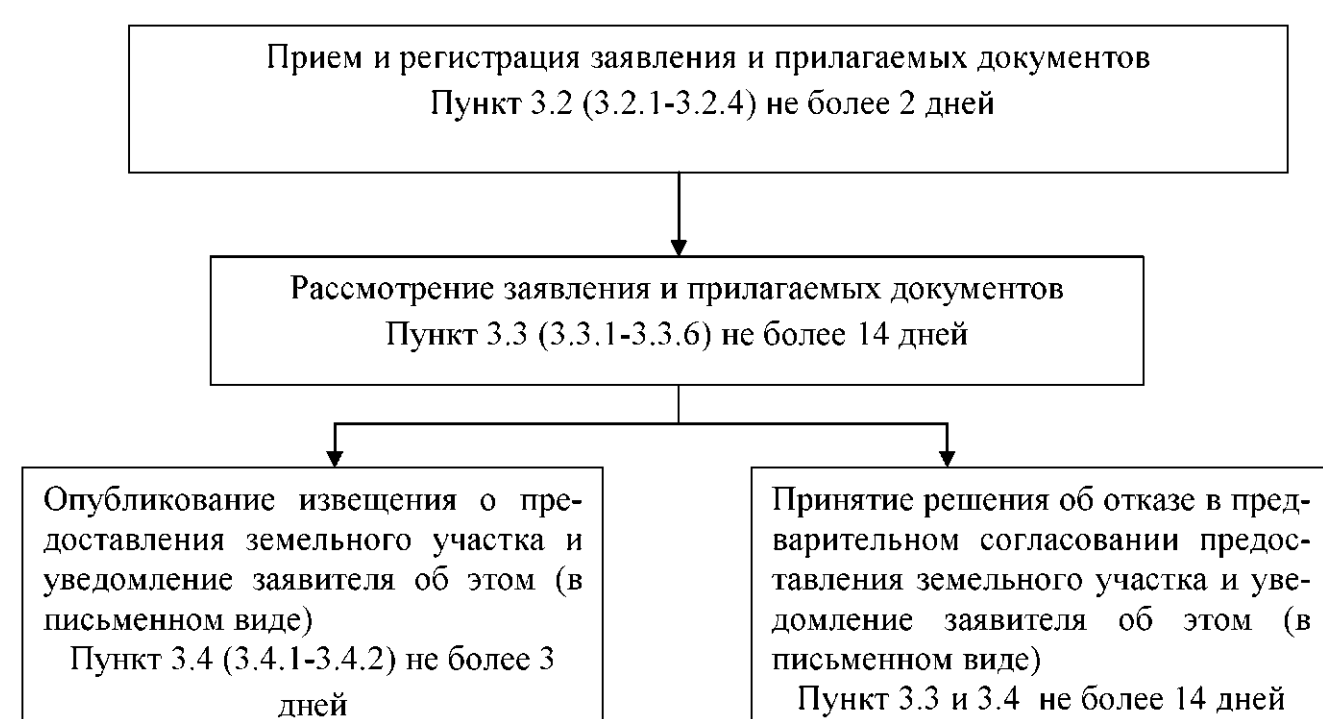 Прием и регистрация заявления и прилагаемых документов
Пункт 3.2 (3.2.1-3.2.4) не более 2 дней
Рассмотрение заявления и прилагаемых документов
Пункт 3.3 (3.3.1-3.3.6) не более 14 дней
Опубликование извещения о пре-
доставления земельного участка и
уведомление заявителя об этом (в
письменном виде)
Пункт 3.4 (3.4.1-3.4.2) не более 3
дней
Принятие решения об отказе в пред-
варительном согласовании предос-
тавления земельного участка и уве-
домление заявителя об этом (в
письменном виде)
Пункт 3.3 и 3.4 не более 14 дней